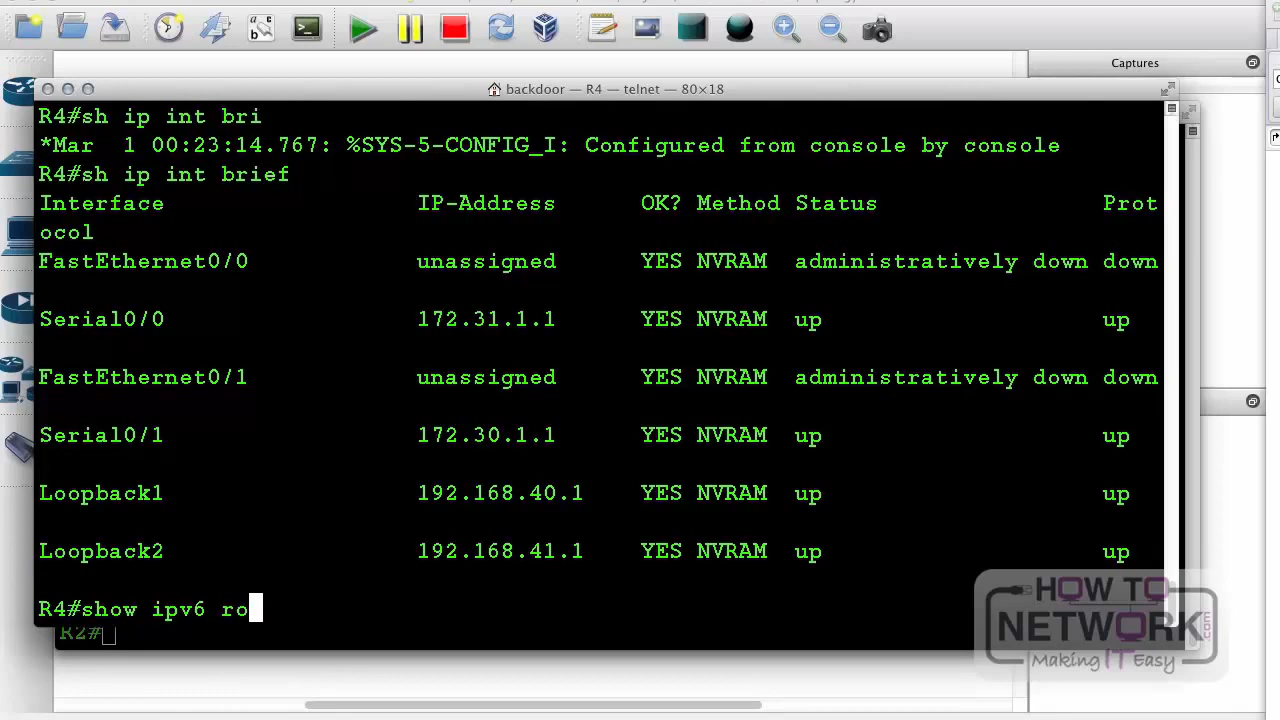 Captures
backdoor — R4 — telnet — 80×18
R4#sh ip int bri
*Mar  1 00:23:14.767: %SYS-5-CONFIG_I: Configured from console by console
R4#sh ip int brief
Interface IP-Address OK? Method Status Prot
ocol
FastEthernet0/0 unassigned YES NVRAM administratively down down
Serial0/0 172.31.1.1 YES NVRAM up up
FastEthernet0/1 unassigned YES NVRAM administratively down down
Serial0/1 172.30.1.1 YES NVRAM up up
Loopback1 192.168.40.1 YES NVRAM up up
Loopback2 192.168.41.1 YES NVRAM up up
R4#show ipv6 ro
R2#
HOW TO
NETWORK.com
Making IT Easy